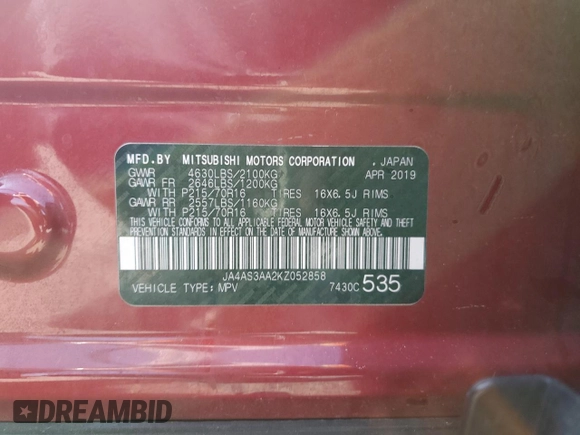 MFD.BY MITSUBISHI MOTORS CORPORATION . JAPAN
GVWR 4630LBS/2100KG APR 2019
GAWR FR 2646LBS/1200KG
WITH P215/70R16 TIRES 16X6.5J RIMS
GAWR RR 2557LBS/1160KG
WITH P215/70R16 TIRES 16X6.5J RIMS
THIS VEHICLE CONFORMS TO ALL APPLICABLE FEDERAL MOTOR VEHICLE SAFETY
STANDARDS IN EFFECT ON THE DATE OF MANUFACTURE SHOWN ABOVE.
JA4AS3AA2KZ052858
VEHICLE TYPE:MPV 7430C 535
DREAMBID